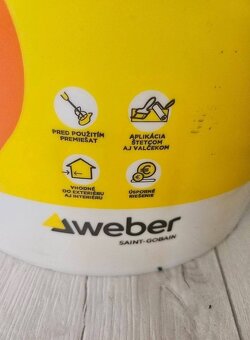 PRED POUŽITÍM
PREMIEŠAŤ
APLIKÁCIA
ŠTETCOM
AJ VALČEKOM
VHODNÉ
DO EXTERIÉRU
AJ INTERIÉRU
ÚSPORNÉ
RIEŠENIE
weber
SAINT-GOBAIN